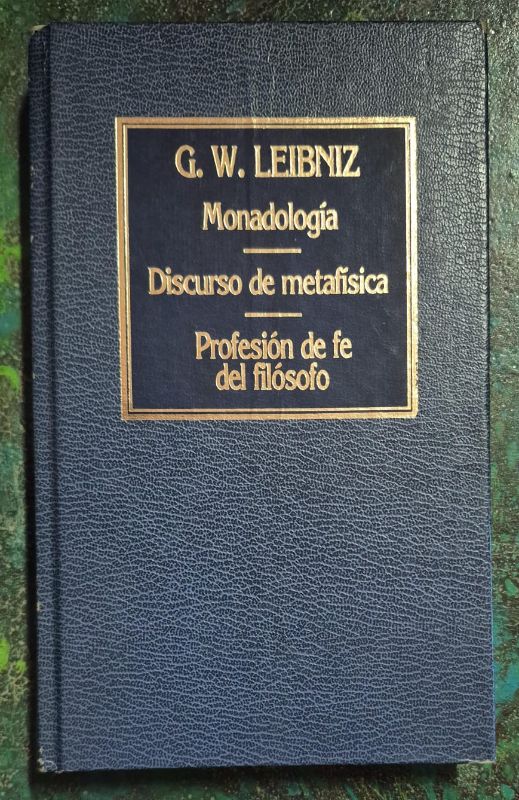 G. W. LEIBNIZ
Monadología
Discurso de metafísica
Profesión de fe
del filósofo